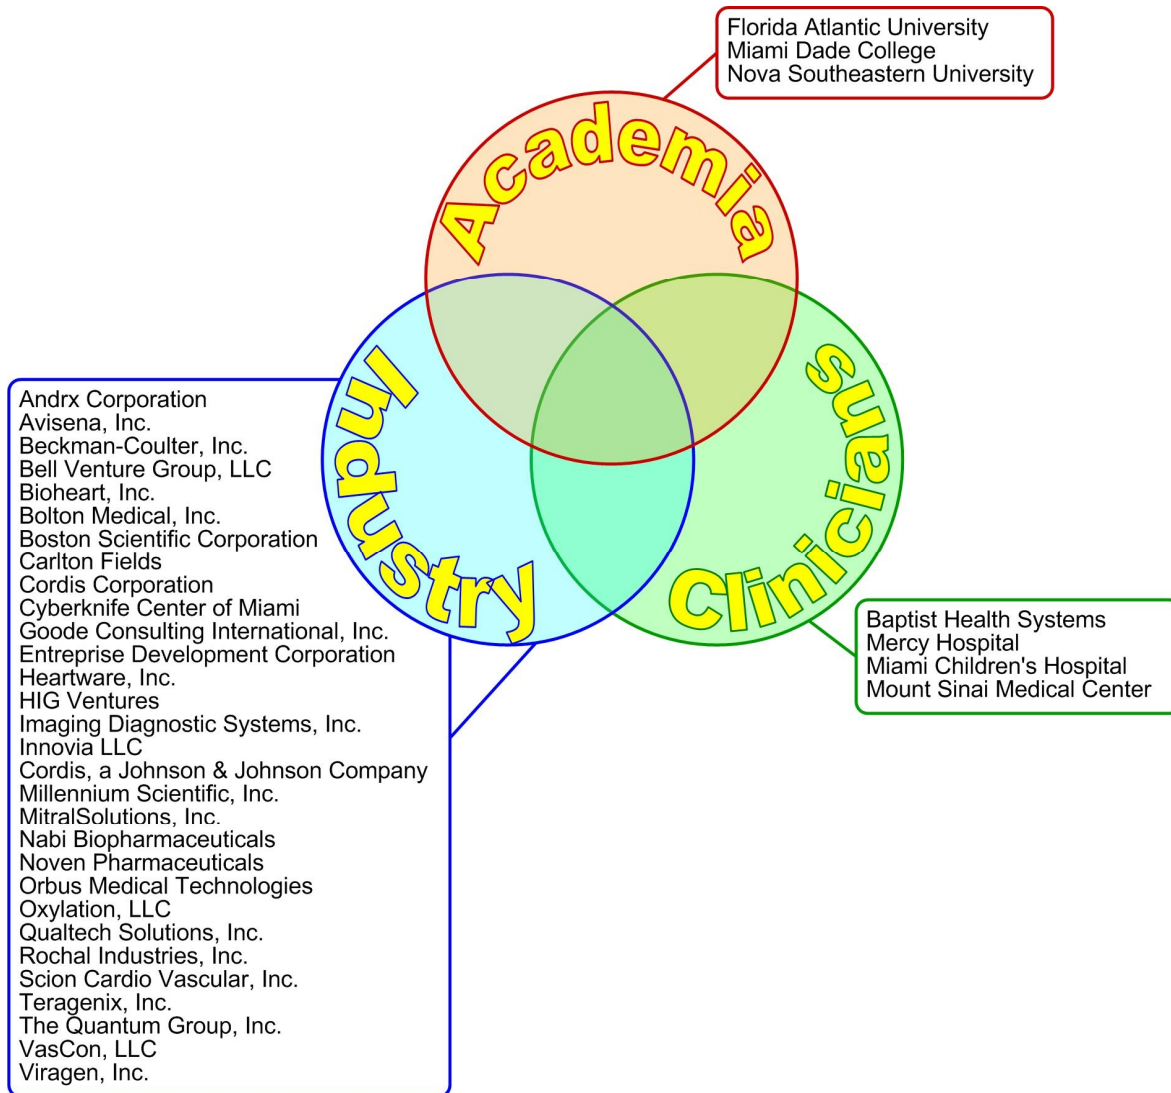 Florida Atlantic University
Miami Dade College
Nova Southeastern University
Academia
Industry
Clinicians
Andrx Corporation
Avisena, Inc.
Beckman-Coulter, Inc.
Bell Venture Group, LLC
Bioheart, Inc.
Bolton Medical, Inc.
Boston Scientific Corporation
Carlton Fields
Cordis Corporation
Cyberknife Center of Miami
Goode Consulting International, Inc.
Entreprise Development Corporation
Heartware, Inc.
HIG Ventures
Imaging Diagnostic Systems, Inc.
Innovia LLC
Cordis, a Johnson & Johnson Company
Millennium Scientific, Inc.
MitralSolutions, Inc.
Nabi Biopharmaceuticals
Noven Pharmaceuticals
Orbus Medical Technologies
Oxylation, LLC
Qualtech Solutions, Inc.
Rochal Industries, Inc.
Scion Cardio Vascular, Inc.
Teragenix, Inc.
The Quantum Group, Inc.
VasCon, LLC
Viragen, Inc.
Baptist Health Systems
Mercy Hospital
Miami Children's Hospital
Mount Sinai Medical Center